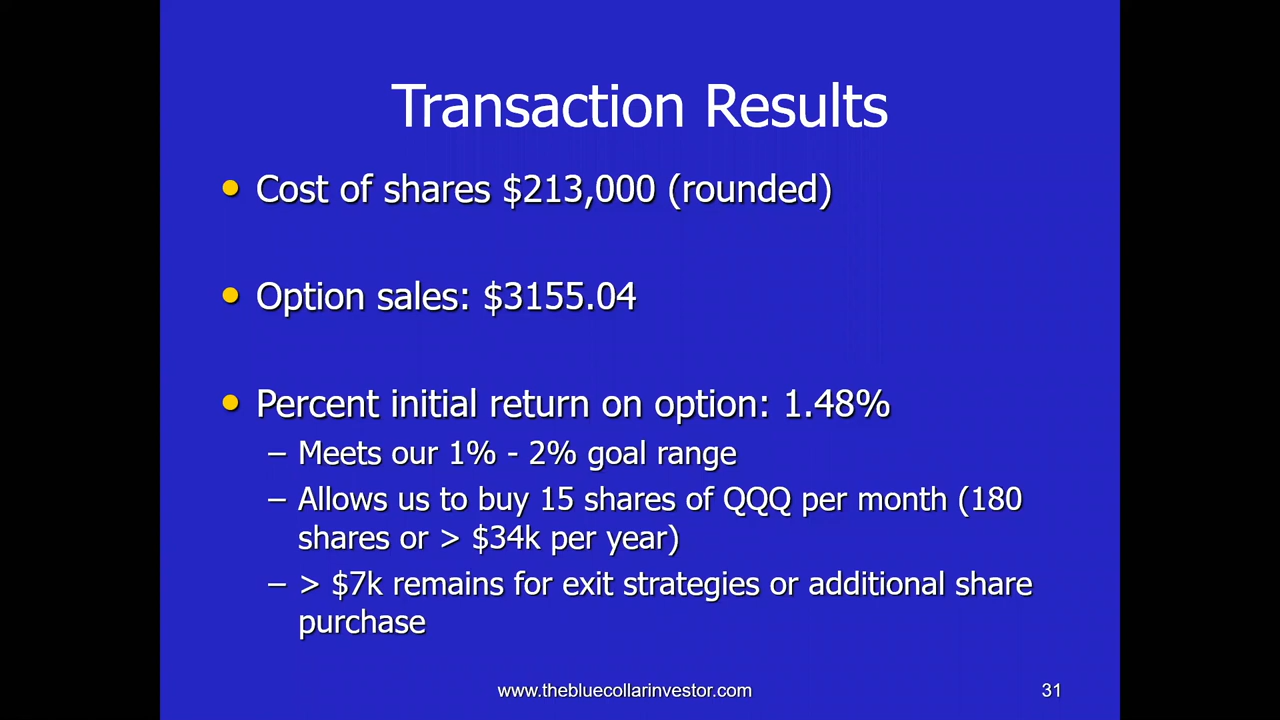 Transaction Results
• Cost of shares $213,000 (rounded)
• Option sales: $3155.04
• Percent initial return on option: 1.48%
– Meets our 1% - 2% goal range
– Allows us to buy 15 shares of QQQ per month (180
shares or > $34k per year)
– > $7k remains for exit strategies or additional share
purchase
www.thebluecollarinvestor.com
31